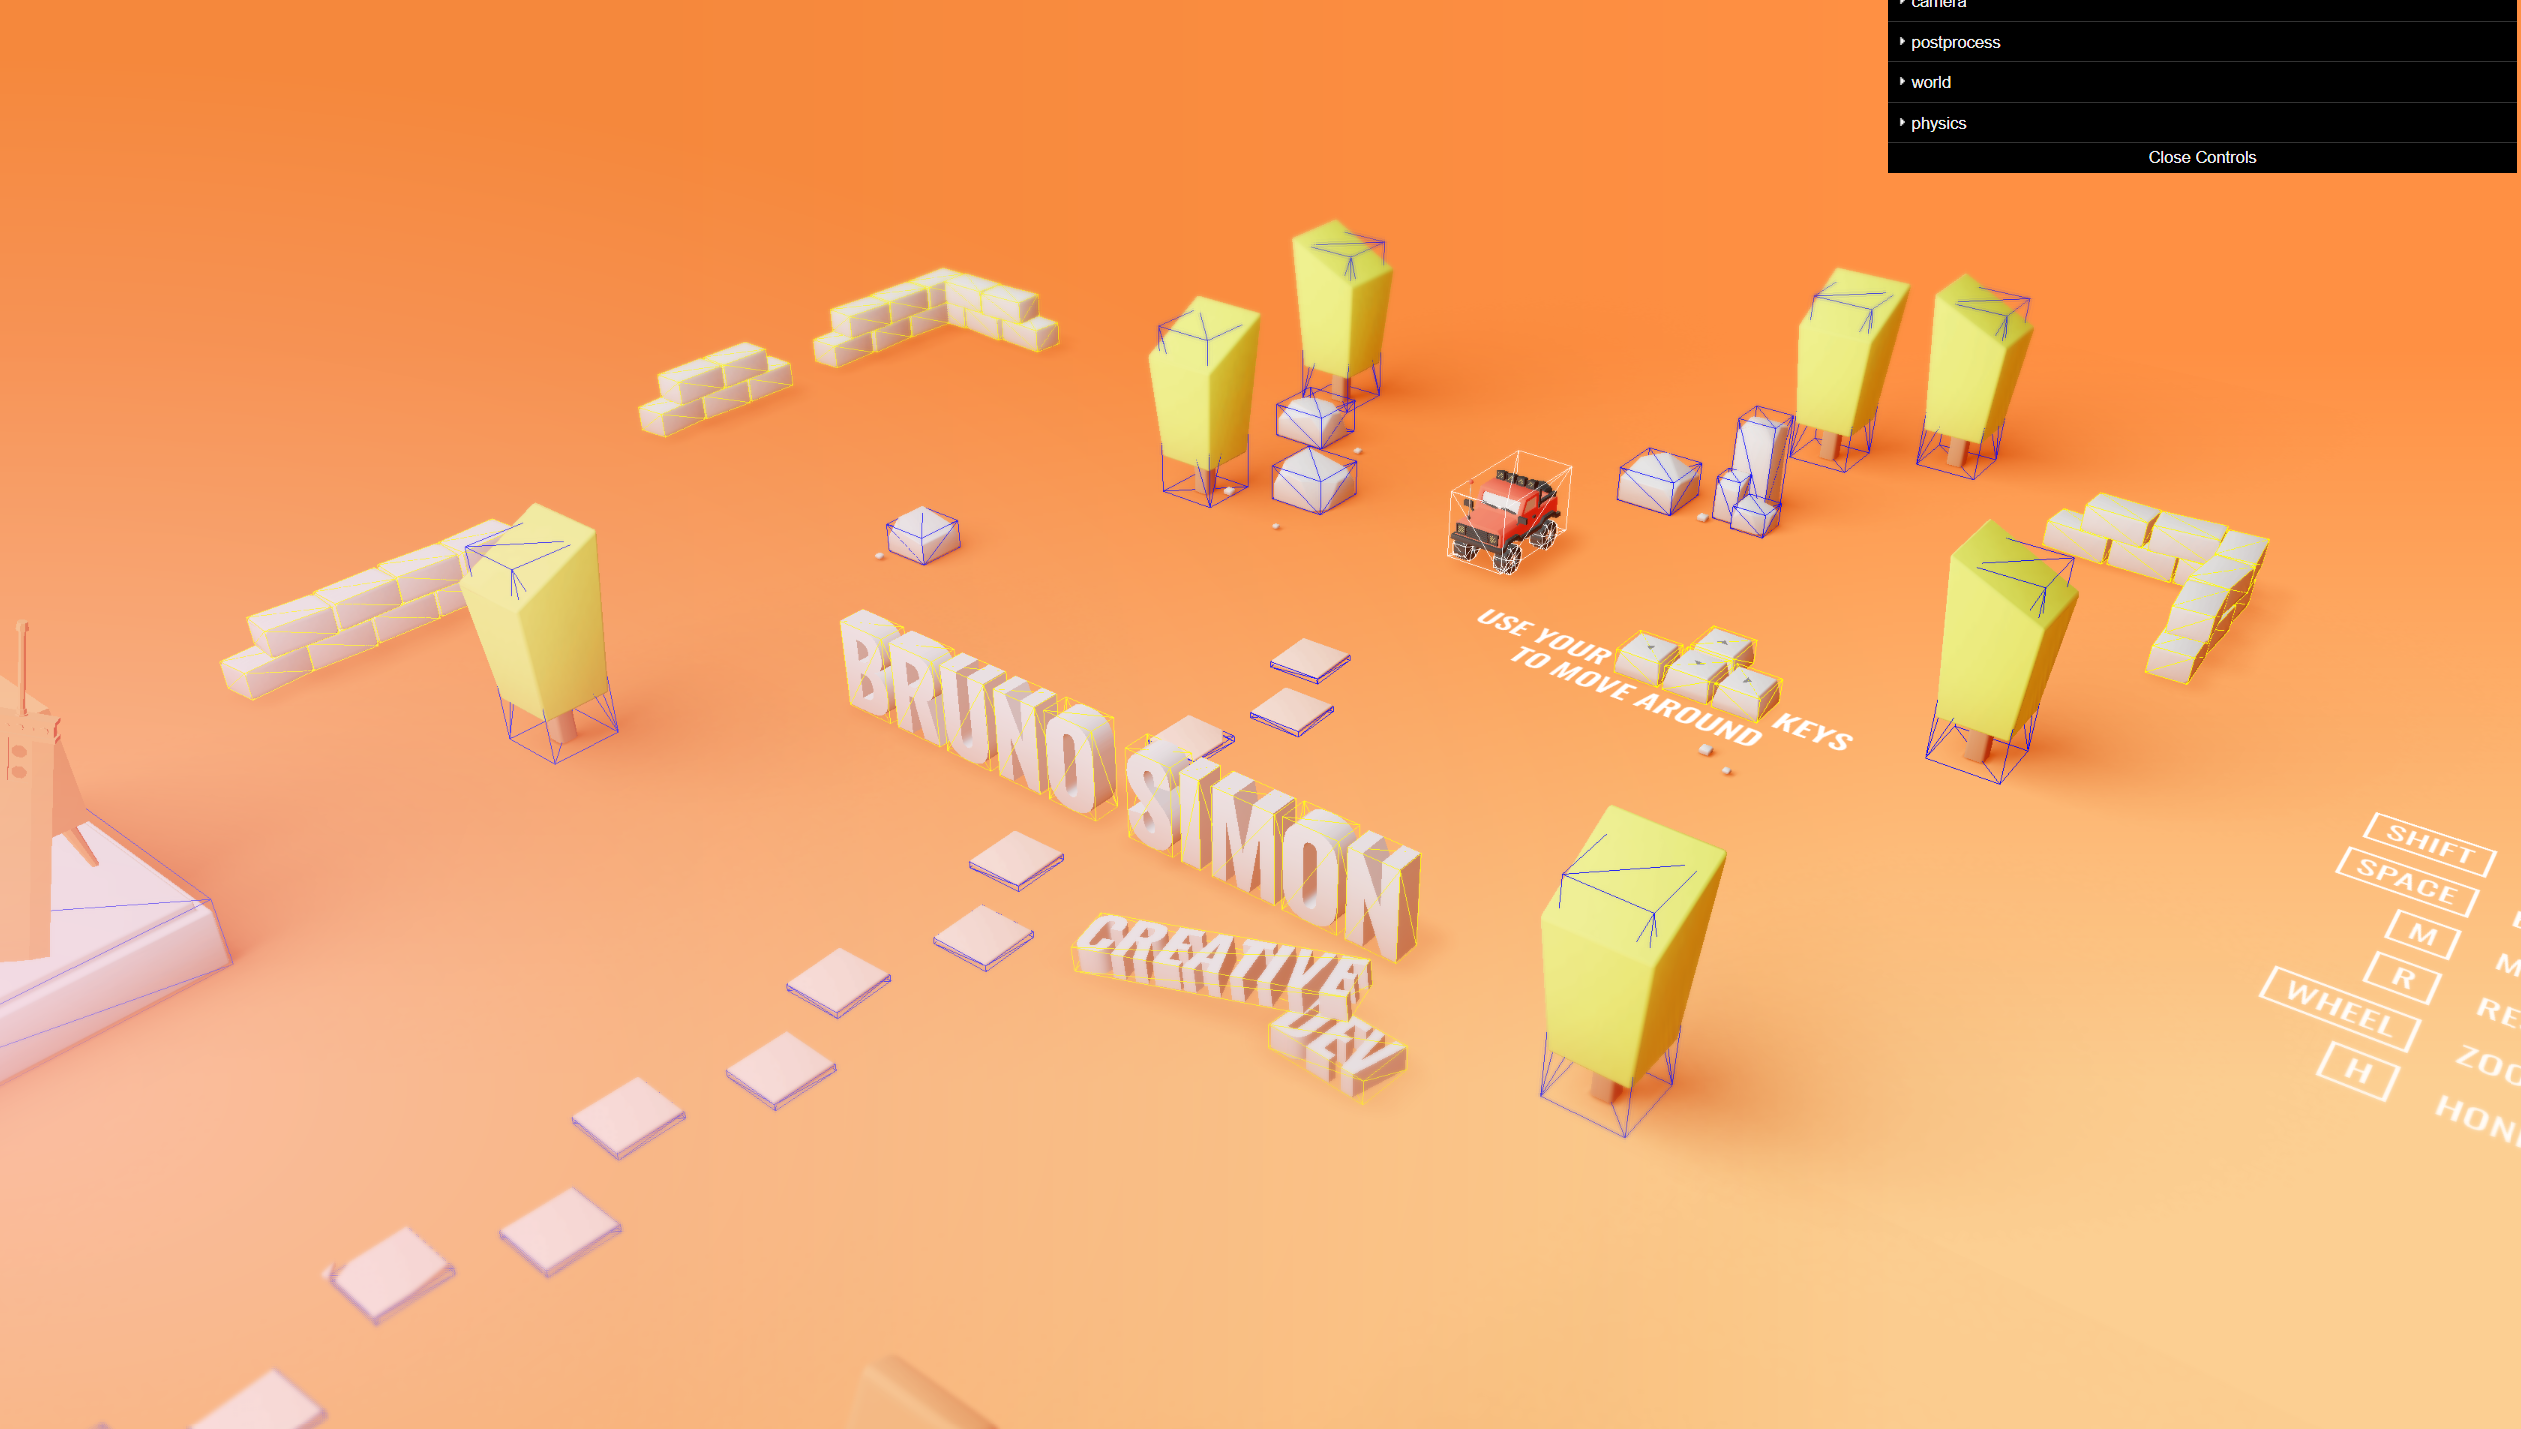 camera
postprocess
world
physics
Close Controls
USE YOUR
TO MOVE AROUND
KEYS
BRUNO SIMON
CREATIVE
DEV
SHIFT
SPACE
M
R
WHEEL
H